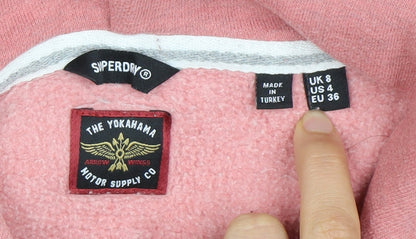 SUPERDRY®
MADE IN
TURKEY
UK 8
US 4
EU 36
THE YOKAHAMA
ARROW WINGS
MOTOR SUPPLY CO